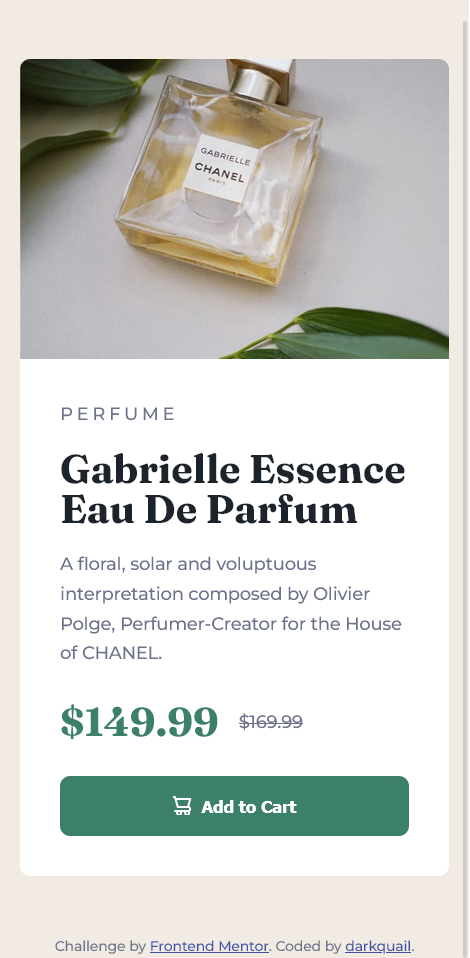 GABRIELLE
CHANEL
PARIS
PERFUME
Gabrielle Essence
Eau De Parfum
A floral, solar and voluptuous
interpretation composed by Olivier
Polge, Perfumer-Creator for the House
of CHANEL.
$149.99 $169.99
Add to Cart
Challenge by Frontend Mentor. Coded by darkquail.